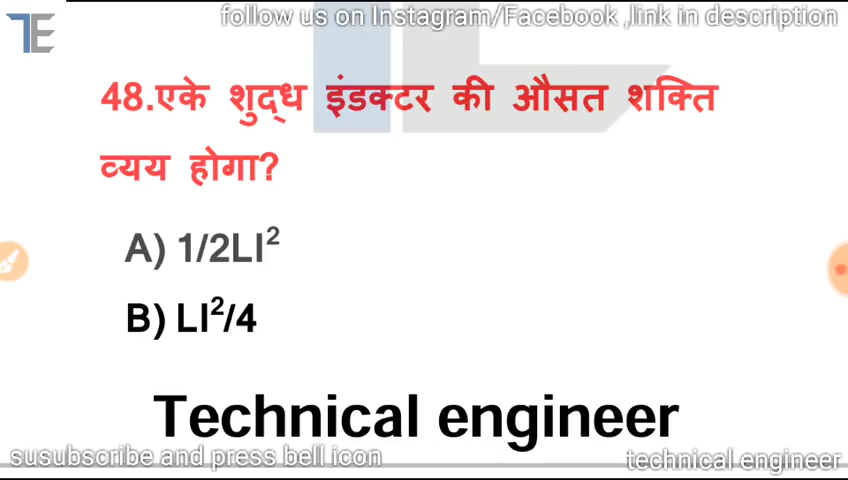 follow us on Instagram/Facebook ,link in description
TE
48.एके शुद्ध इंडक्टर की औसत शक्ति
व्यय होगा?
A) 1/2LI²
B) LI²/4
Technical engineer
susubscribe and press bell icon
technical engineer